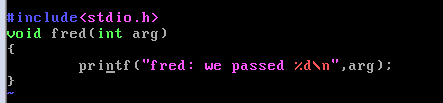 #include<stdio.h>
void fred(int arg)
{
        printf("fred: we passed %d\n",arg);
}
~